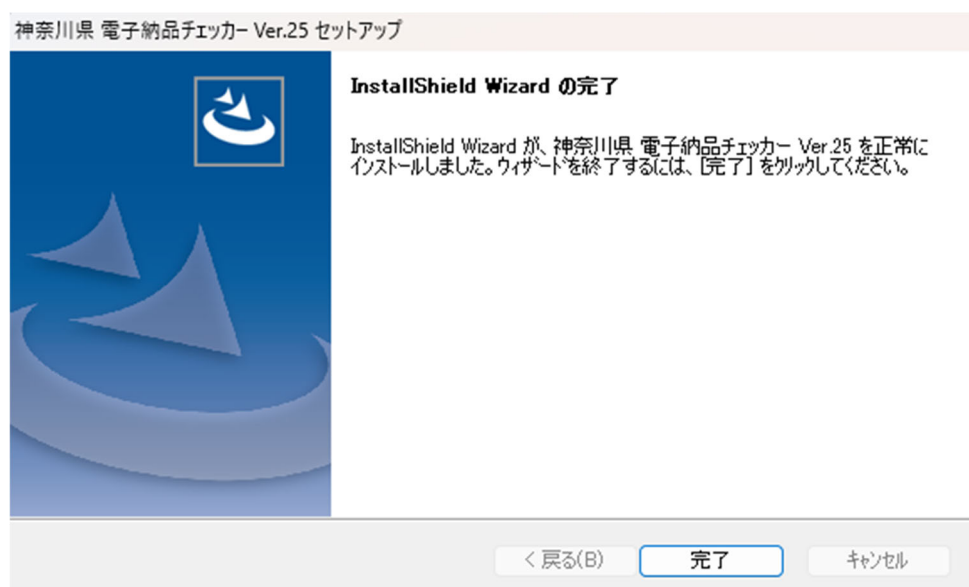 神奈川県 電子納品チェッカー Ver.25 セットアップ
InstallShield Wizard の完了
InstallShield Wizard が、神奈川県 電子納品チェッカー Ver.25 を正常に
インストールしました。ウィザードを終了するには、[完了] をクリックしてください。
< 戻る(B) 完了 キャンセル